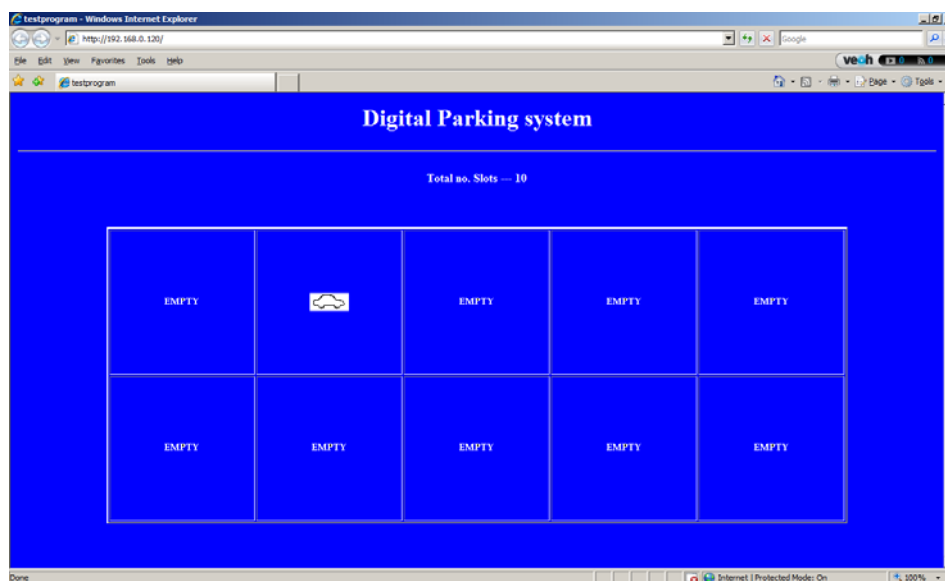 testprogram - Windows Internet Explorer
http://192.168.0.120/
Google
File Edit View Favorites Tools Help
veoh 0 0
testprogram
Page Tools
Digital Parking system
Total no. Slots --- 10
EMPTY EMPTY EMPTY EMPTY
EMPTY EMPTY EMPTY EMPTY EMPTY
Done
Internet | Protected Mode: On
100%